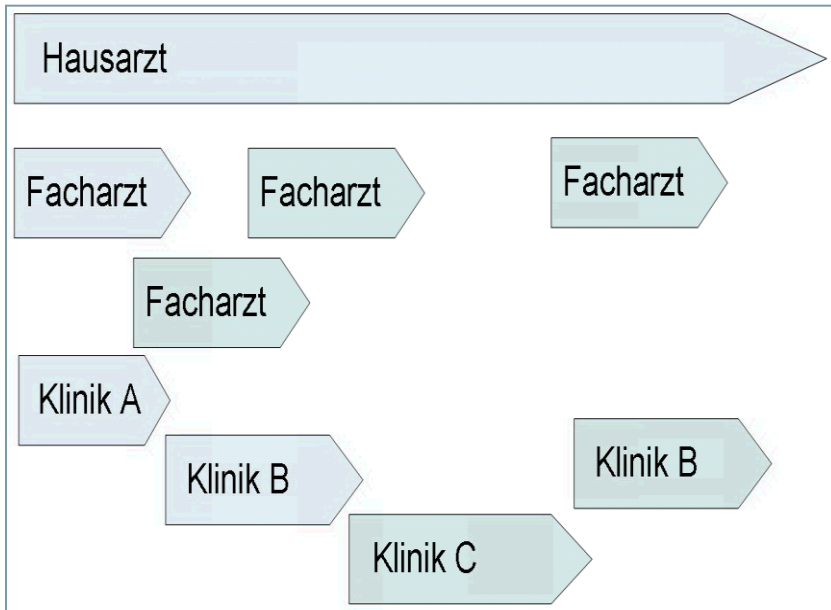 Hausarzt
Facharzt
Facharzt
Facharzt
Facharzt
Klinik A
Klinik B
Klinik B
Klinik C